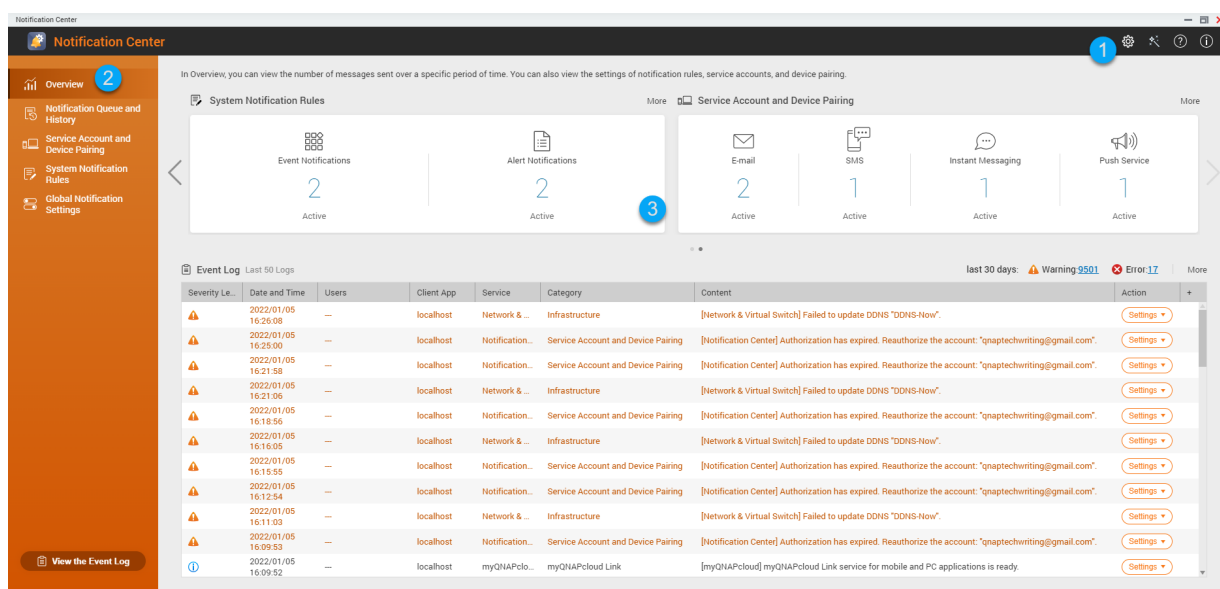 Notification Center
Notification Center
1
2
Overview
Notification Queue and
History
Service Account and
Device Pairing
System Notification
Rules
Global Notification
Settings
View the Event Log
In Overview, you can view the number of messages sent over a specific period of time. You can also view the settings of notification rules, service accounts, and device pairing.
System Notification Rules More
Event Notifications Alert Notifications
2 2
Active Active
3
Service Account and Device Pairing More
E-mail SMS Instant Messaging Push Service
2 1 1 1
Active Active Active Active
Event Log Last 50 Logs last 30 days: Warning:9501 Error:17 More
Severity Le... Date and Time Users Client App Service Category Content Action +
2022/01/05
16:26:08
— localhost Network & ... Infrastructure [Network & Virtual Switch] Failed to update DDNS "DDNS-Now". Settings
2022/01/05
16:25:00
— localhost Notification... Service Account and Device Pairing [Notification Center] Authorization has expired. Reauthorize the account: "qnaptechwriting@gmail.com". Settings
2022/01/05
16:21:58
— localhost Notification... Service Account and Device Pairing [Notification Center] Authorization has expired. Reauthorize the account: "qnaptechwriting@gmail.com". Settings
2022/01/05
16:21:06
— localhost Network & ... Infrastructure [Network & Virtual Switch] Failed to update DDNS "DDNS-Now". Settings
2022/01/05
16:18:56
— localhost Notification... Service Account and Device Pairing [Notification Center] Authorization has expired. Reauthorize the account: "qnaptechwriting@gmail.com". Settings
2022/01/05
16:16:05
— localhost Network & ... Infrastructure [Network & Virtual Switch] Failed to update DDNS "DDNS-Now". Settings
2022/01/05
16:15:55
— localhost Notification... Service Account and Device Pairing [Notification Center] Authorization has expired. Reauthorize the account: "qnaptechwriting@gmail.com". Settings
2022/01/05
16:12:54
— localhost Notification... Service Account and Device Pairing [Notification Center] Authorization has expired. Reauthorize the account: "qnaptechwriting@gmail.com". Settings
2022/01/05
16:11:03
— localhost Network & ... Infrastructure [Network & Virtual Switch] Failed to update DDNS "DDNS-Now". Settings
2022/01/05
16:09:53
— localhost Notification... Service Account and Device Pairing [Notification Center] Authorization has expired. Reauthorize the account: "qnaptechwriting@gmail.com". Settings
2022/01/05
16:09:52
— localhost myQNAPclo... myQNAPcloud Link [myQNAPcloud] myQNAPcloud Link service for mobile and PC applications is ready. Settings